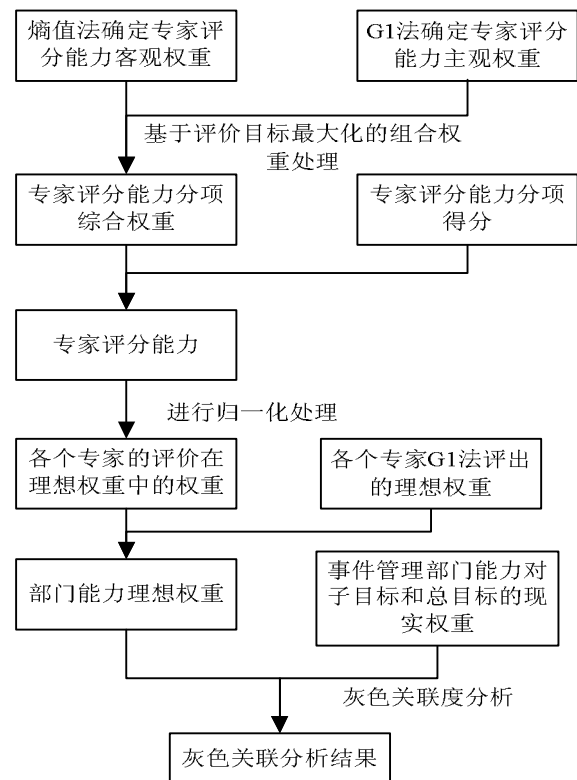 熵值法确定专家评
分能力客观权重
G1法确定专家评分
能力主观权重
基于评价目标最大化的组合权
重处理
专家评分能力分项
综合权重
专家评分能力分项
得分
专家评分能力
进行归一化处理
各个专家的评价在
理想权重中的权重
各个专家G1法评出
的理想权重
部门能力理想权重
事件管理部门能力对
子目标和总目标的现
实权重
灰色关联度分析
灰色关联分析结果